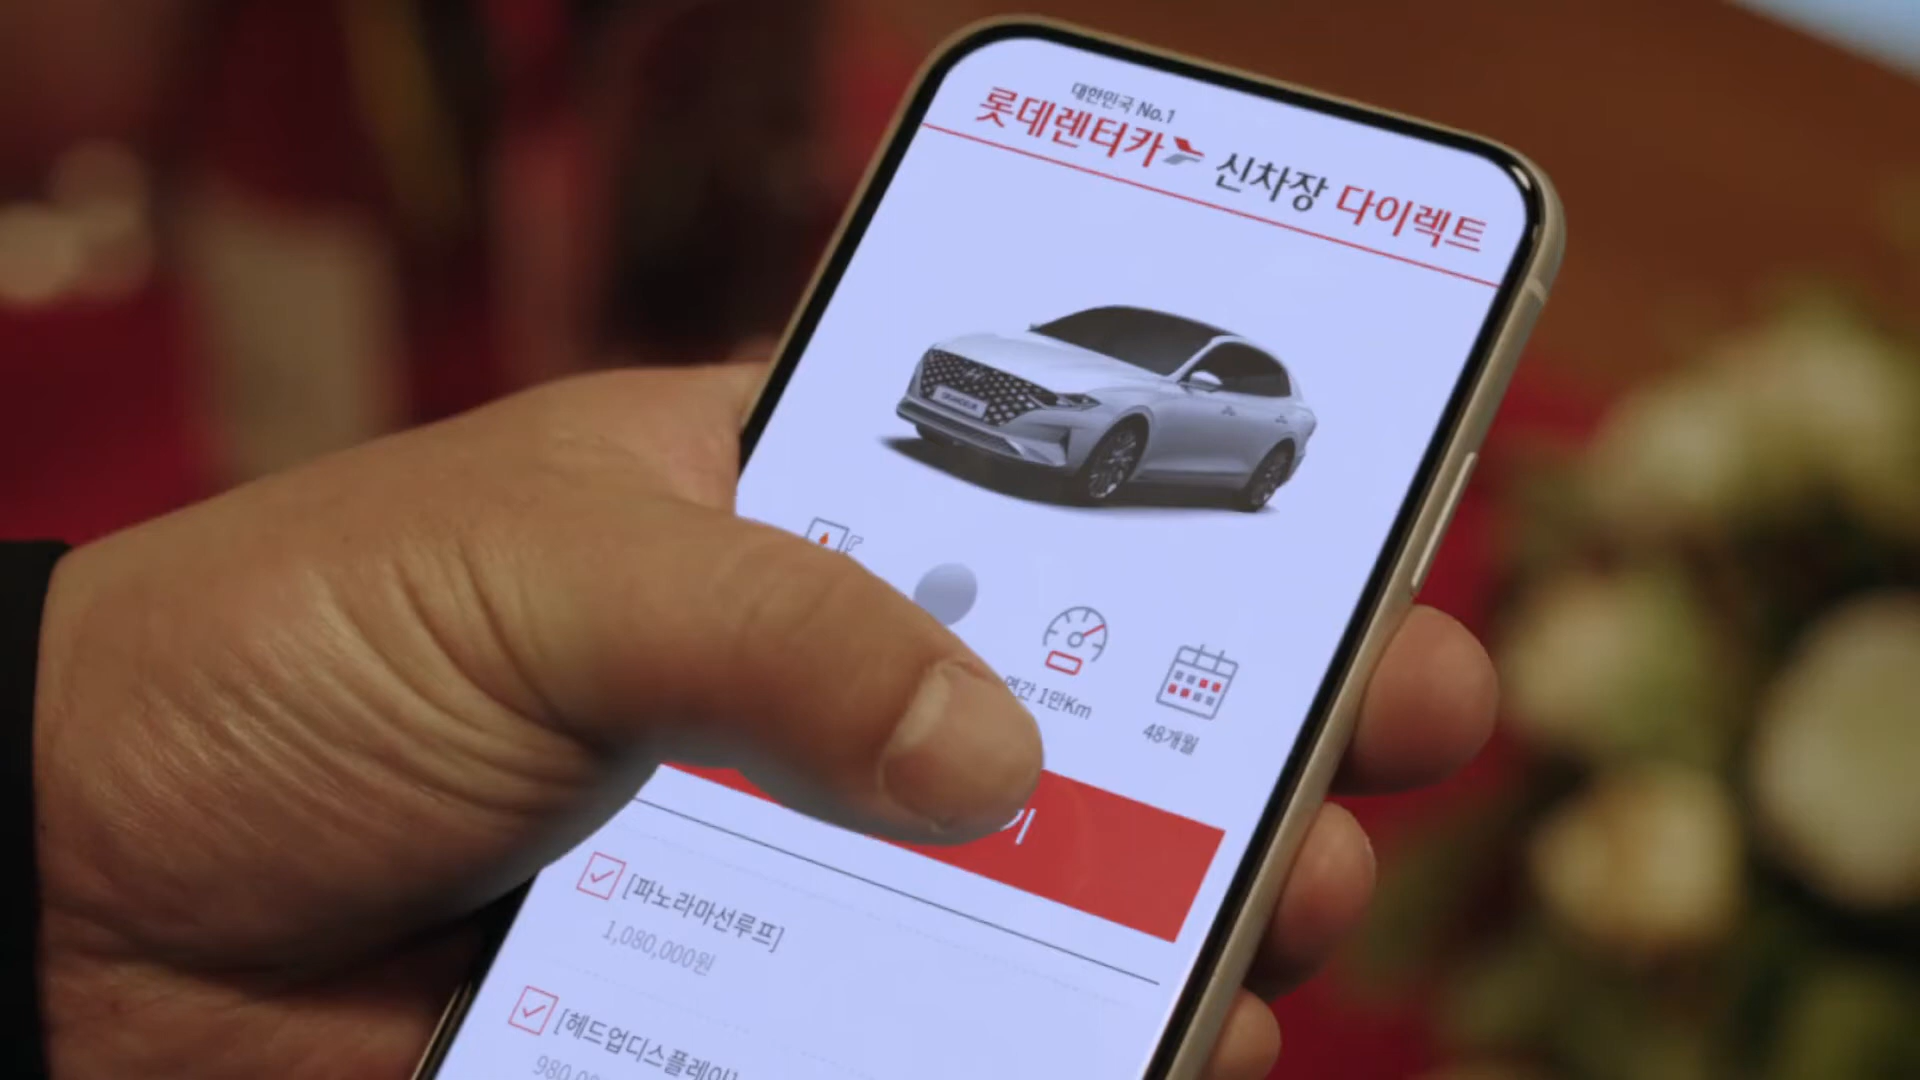 대한민국 No.1
롯데렌터카 신차장 다이렉트
GRANDEUR
연간 1만Km
48개월
기
[파노라마선루프]
1,080,000원
[헤드업디스플레이]